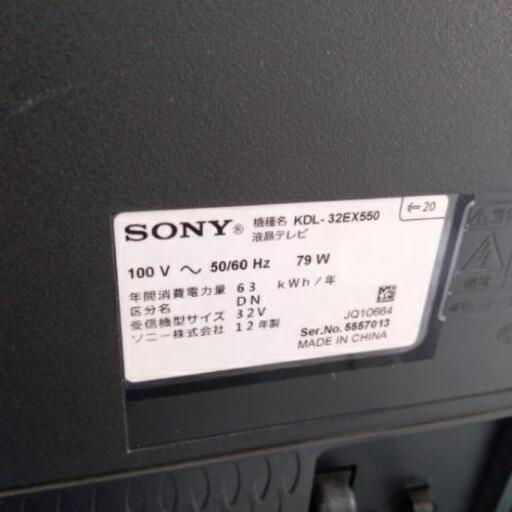 SONY® 機種名 KDL-32EX550
液晶テレビ
⇐20
100 V ～ 50/60 Hz 79 W
年間消費電力量 63 kWh/年
区分名 DN
受信機型サイズ 32V
ソニー株式会社 12年製
JQ10664
Ser.No. 5557013
MADE IN CHINA